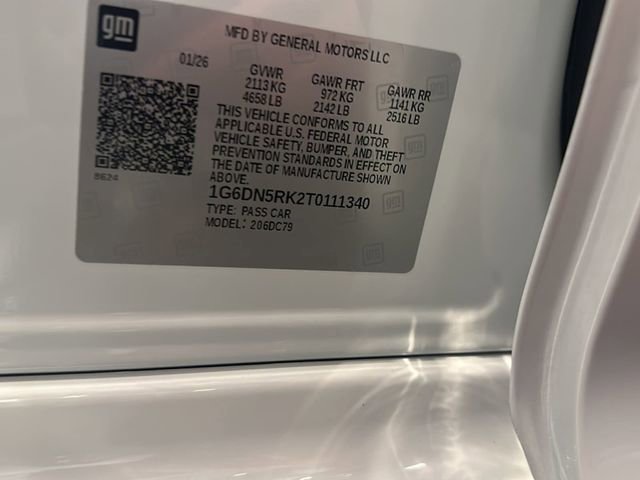 gm
MFD BY GENERAL MOTORS LLC
01/26
GVWR GAWR FRT GAWR RR
2113 KG 972 KG 1141 KG
4658 LB 2142 LB 2516 LB
THIS VEHICLE CONFORMS TO ALL
APPLICABLE U.S. FEDERAL MOTOR
VEHICLE SAFETY, BUMPER, AND THEFT
PREVENTION STANDARDS IN EFFECT ON
THE DATE OF MANUFACTURE SHOWN
ABOVE.
8624
1G6DN5RK2T0111340
TYPE: PASS CAR
MODEL: 206DC79